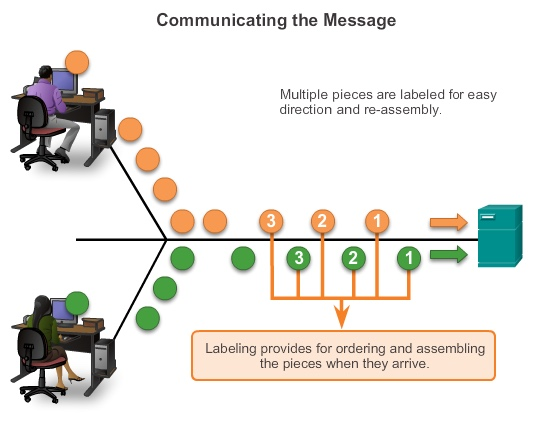 Communicating the Message
Multiple pieces are labeled for easy
direction and re-assembly.
3 2 1
3 2 1
Labeling provides for ordering and assembling
the pieces when they arrive.